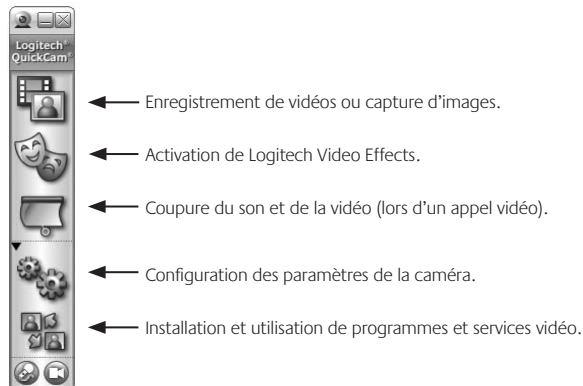 Logitech®
QuickCam®
Enregistrement de vidéos ou capture d'images.
Activation de Logitech Video Effects.
Coupure du son et de la vidéo (lors d'un appel vidéo).
Configuration des paramètres de la caméra.
Installation et utilisation de programmes et services vidéo.